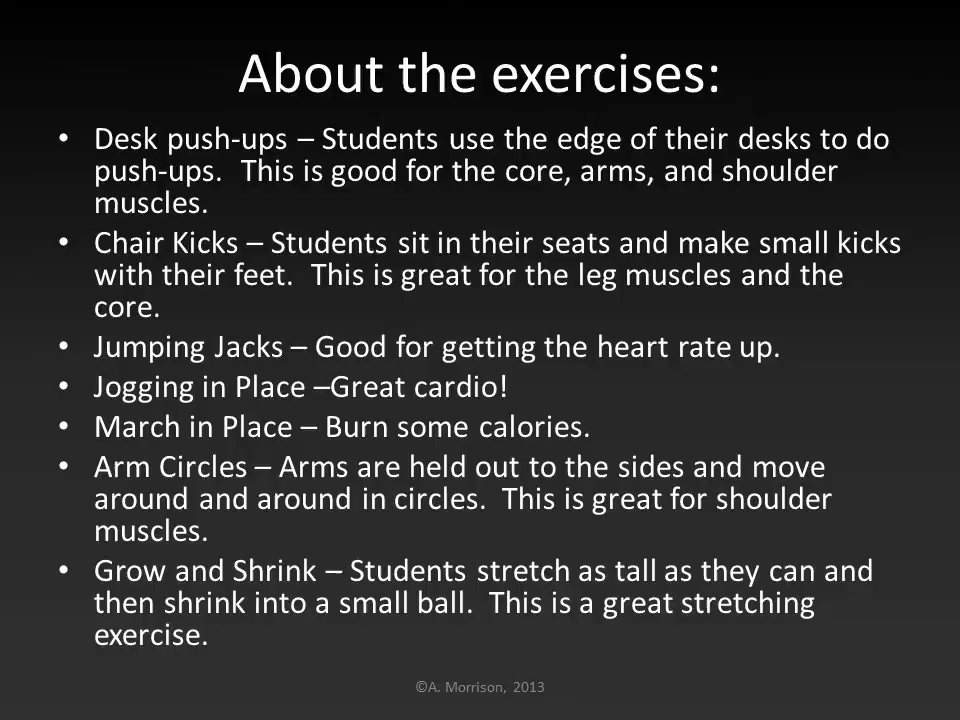 About the exercises:
• Desk push-ups – Students use the edge of their desks to do
push-ups.  This is good for the core, arms, and shoulder
muscles.
• Chair Kicks – Students sit in their seats and make small kicks
with their feet.  This is great for the leg muscles and the
core.
• Jumping Jacks – Good for getting the heart rate up.
• Jogging in Place –Great cardio!
• March in Place – Burn some calories.
• Arm Circles – Arms are held out to the sides and move
around and around in circles.  This is great for shoulder
muscles.
• Grow and Shrink – Students stretch as tall as they can and
then shrink into a small ball.  This is a great stretching
exercise.
©A. Morrison, 2013